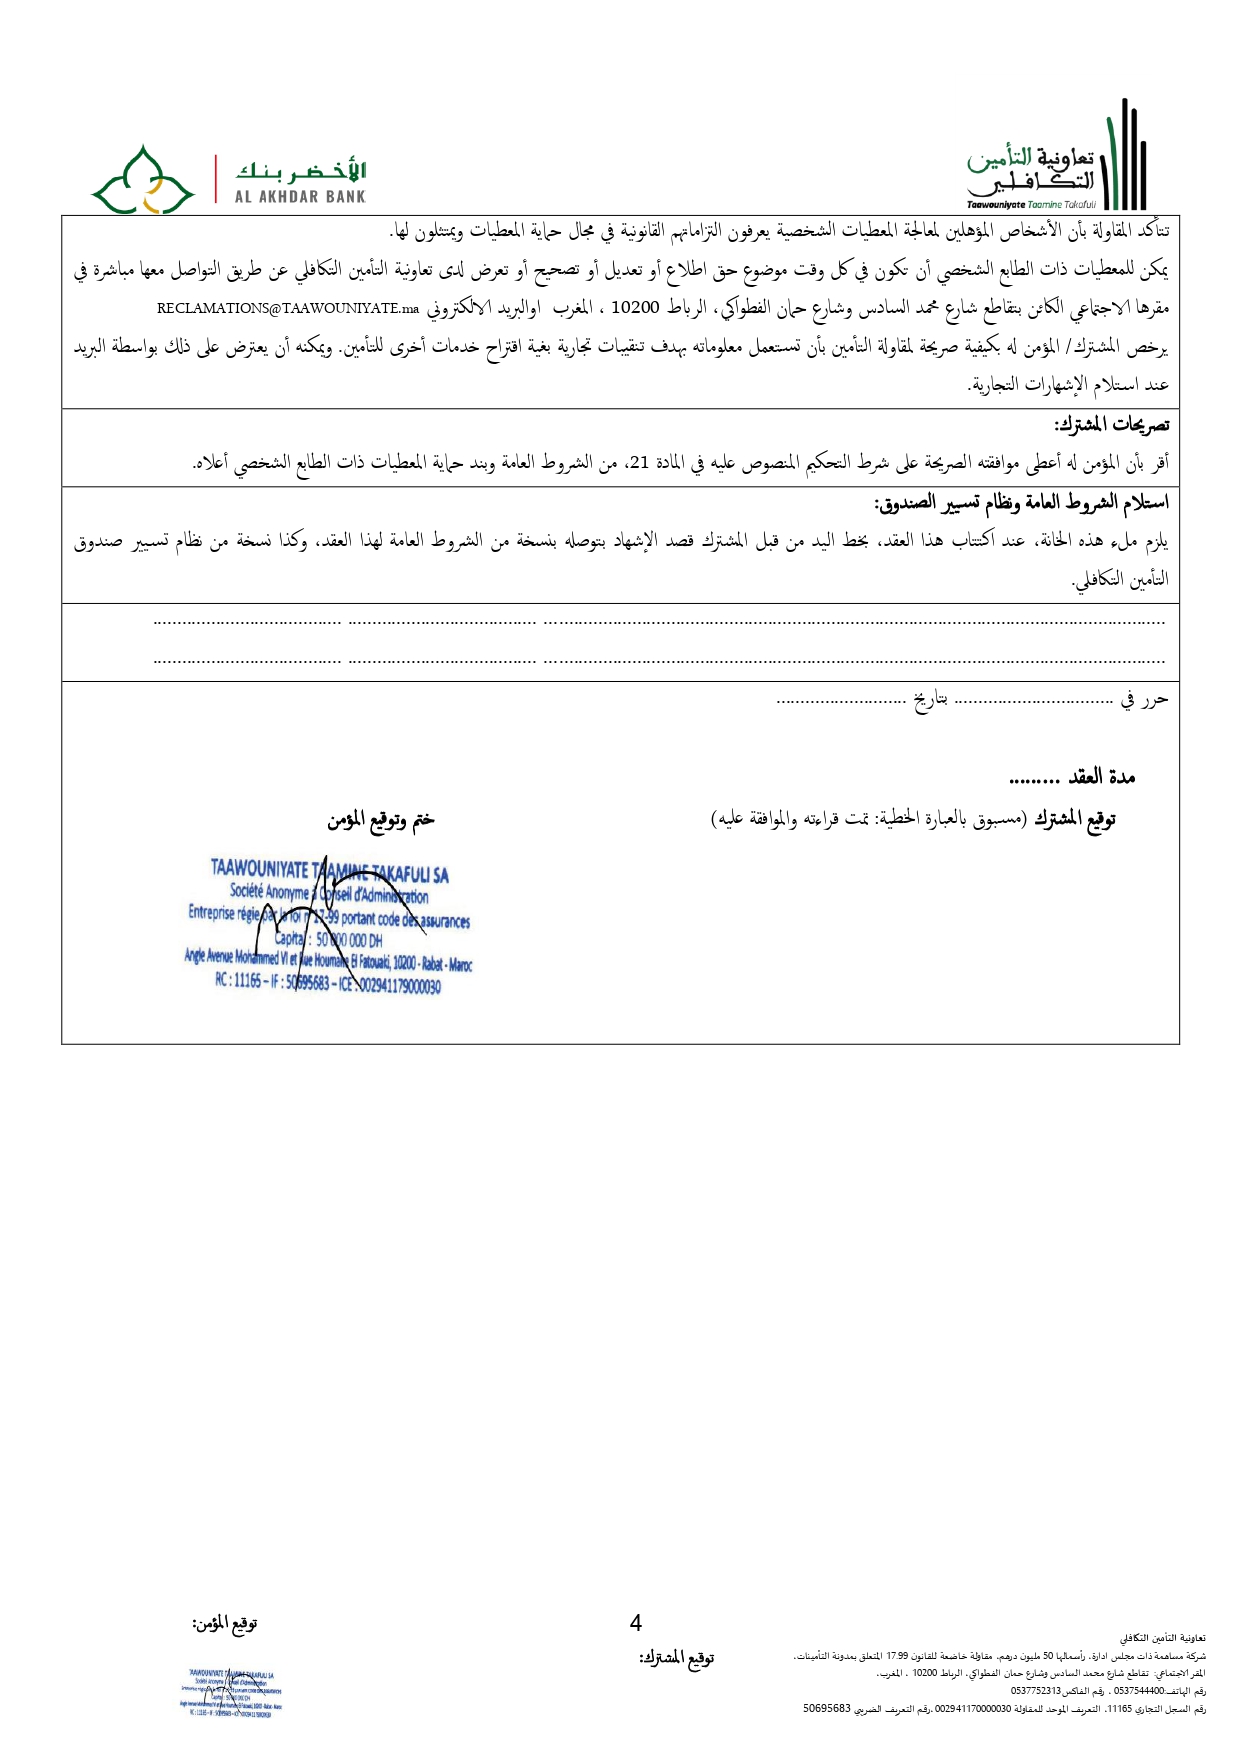 الأخضر بنك
AL AKHDAR BANK
تعاونية التأمين
التكافلي
Taawouniyate Taamine Takafuli
تتأكد المقاولة بأن الأشخاص المؤهلين لمعالجة المعطيات الشخصية يعرفون التزاماتهم القانونية في مجال حماية المعطيات ويمتثلون لها.
يمكن للمعطيات ذات الطابع الشخصي أن تكون في كل وقت موضوع حق اطلاع أو تعديل أو تصحيح أو تعرض لدى تعاونية التأمين التكافلي عن طريق التواصل معها مباشرة في
مقرها الاجتماعي الكائن بتقاطع شارع محمد السادس وشارع حمان الفطواكي، الرباط 10200 ، المغرب اوالبريد الالكتروني RECLAMATIONS@TAAWOUNIYATE.ma
يرخص المشترك/ المؤمن له بكيفية صريحة لمقاولة التأمين بأن تستعمل معلوماته بهدف تنقيبات تجارية بغية اقتراح خدمات أخرى للتأمين. ويمكنه أن يعترض على ذلك بواسطة البريد
عند استلام الإشهارات التجارية.
تصريحات المشترك:
أقر بأن المؤمن له أعطى موافقته الصريحة على شرط التحكيم المنصوص عليه في المادة 21، من الشروط العامة وبند حماية المعطيات ذات الطابع الشخصي أعلاه.
استلام الشروط العامة ونظام تسيير الصندوق:
يلزم ملء هذه الخانة، عند اكتتاب هذا العقد، بخط اليد من قبل المشترك قصد الإشهاد بتوصله بنسخة من الشروط العامة لهذا العقد، وكذا نسخة من نظام تسيير صندوق
التأمين التكافلي.
حرر في ................................. بتاريخ ...........................
مدة العقد .........
توقيع المشترك (مسبوق بالعبارة الخطية: تمت قراءته والموافقة عليه)
ختم وتوقيع المؤمن
TAAWOUNIYATE TAAMINE TAKAFULI SA
Société Anonyme à Conseil d'Administration
Entreprise régie par la loi n° 17-99 portant code des assurances
Capital : 50 000 000 DH
Angle Avenue Mohammed VI et Rue Houmane El Fatouaki, 10200 - Rabat - Maroc
RC : 11165 – IF : 50695683 – ICE : 002941179000030
توقيع المؤمن:
4
توقيع المشترك:
تعاونية التأمين التكافلي
شركة مساهمة ذات مجلس ادارة، رأسمالها 50 مليون درهم، مقاولة خاضعة للقانون 17.99 المتعلق بمدونة التأمينات،
المقر الاجتماعي: تقاطع شارع محمد السادس وشارع حمان الفطواكي، الرباط 10200 ، المغرب،
رقم الهاتف:0537544400 ، رقم الفاكس0537752313
رقم السجل التجاري 11165، التعريف الموحد للمقاولة 002941170000030 ،رقم التعريف الضريبي 50695683